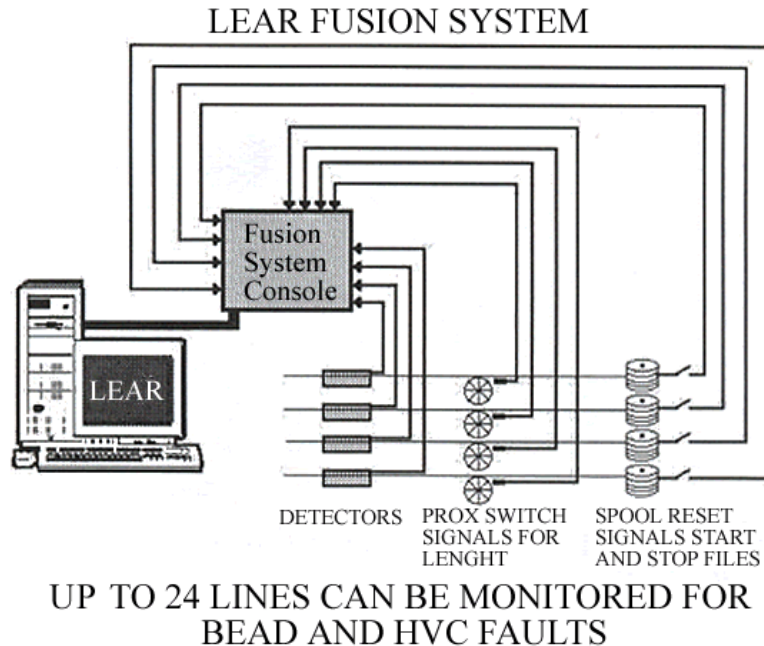 LEAR FUSION SYSTEM
Fusion
System
Console
LEAR
DETECTORS
PROX SWITCH
SIGNALS FOR
LENGHT
SPOOL RESET
SIGNALS START
AND STOP FILES
UP TO 24 LINES CAN BE MONITORED FOR
BEAD AND HVC FAULTS